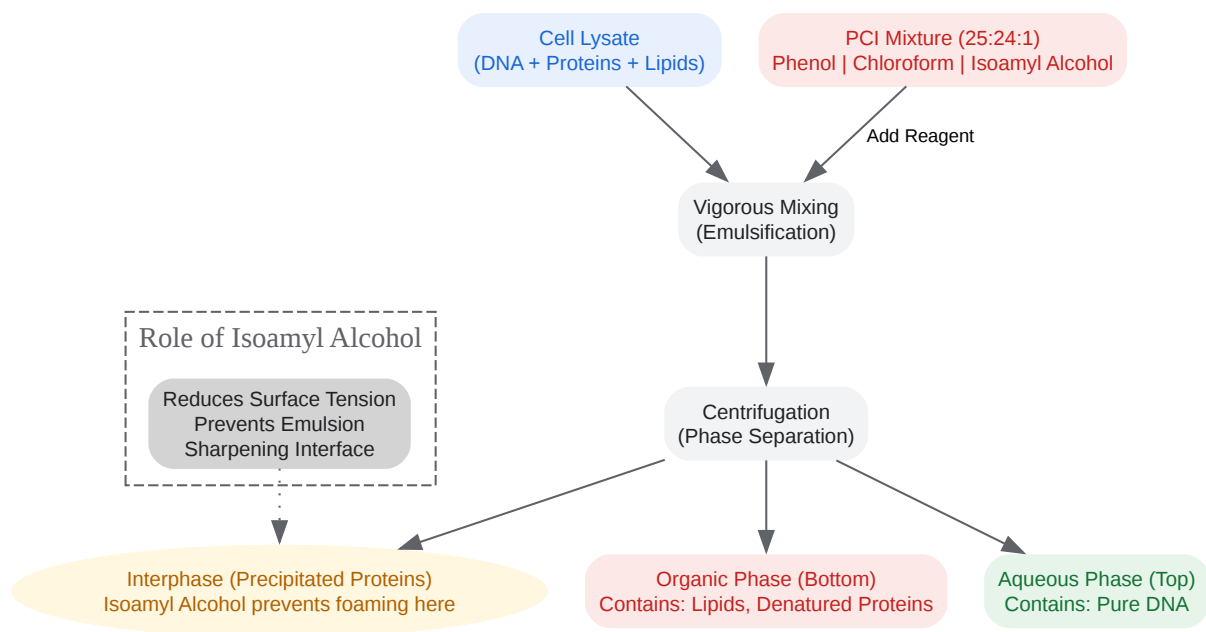 Cell Lysate
(DNA + Proteins + Lipids)
PCI Mixture (25:24:1)
Phenol | Chloroform | Isoamyl Alcohol
Add Reagent
Vigorous Mixing
(Emulsification)
Role of Isoamyl Alcohol
Reduces Surface Tension
Prevents Emulsion
Sharpening Interface
Centrifugation
(Phase Separation)
Interphase (Precipitated Proteins)
Isoamyl Alcohol prevents foaming here
Organic Phase (Bottom)
Contains: Lipids, Denatured Proteins
Aqueous Phase (Top)
Contains: Pure DNA